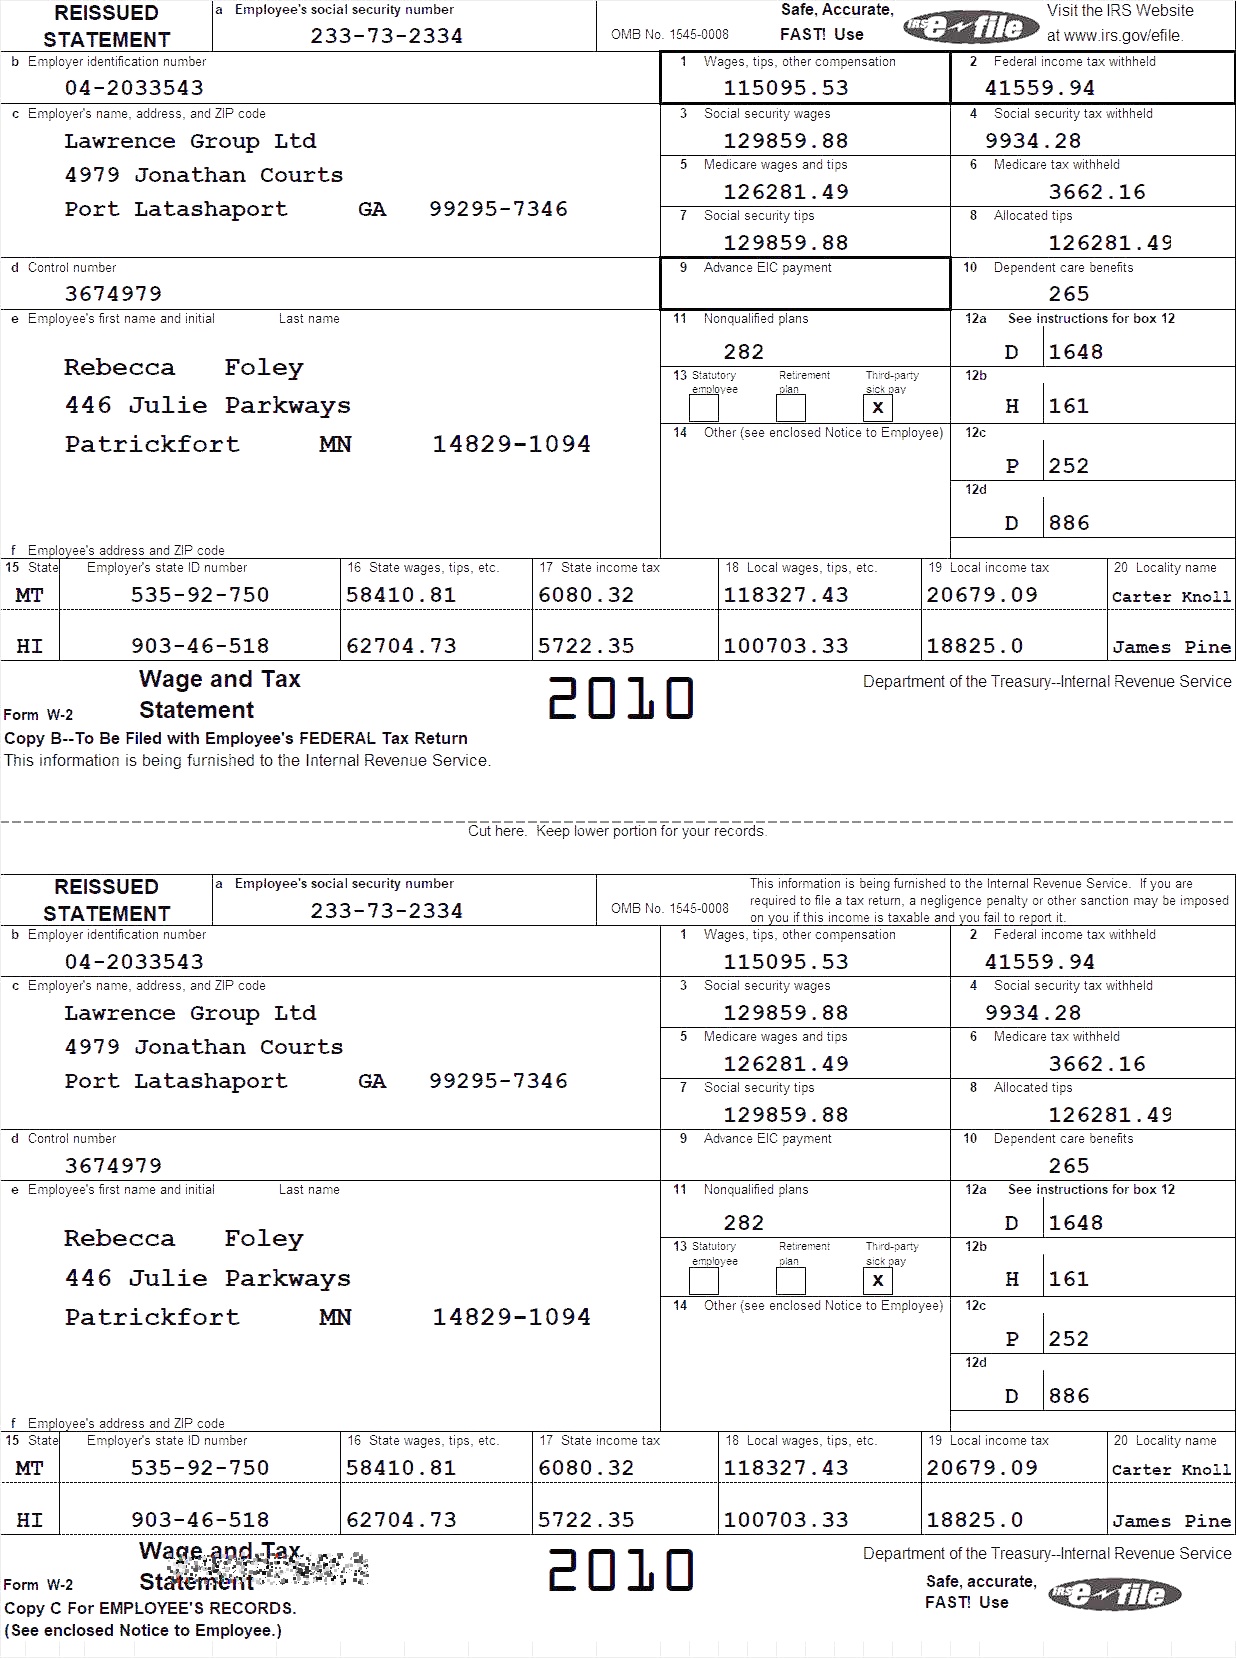 REISSUED STATEMENT
a Employee's social security number
233-73-2334
OMB No. 1545-0008
Safe, Accurate, FAST! Use
IRS e-file
Visit the IRS Website at www.irs.gov/efile.
b Employer identification number
04-2033543
1 Wages, tips, other compensation
115095.53
2 Federal income tax withheld
41559.94
c Employer's name, address, and ZIP code
Lawrence Group Ltd
4979 Jonathan Courts
Port Latashaport GA 99295-7346
3 Social security wages
129859.88
4 Social security tax withheld
9934.28
5 Medicare wages and tips
126281.49
6 Medicare tax withheld
3662.16
7 Social security tips
129859.88
8 Allocated tips
126281.49
d Control number
3674979
9 Advance EIC payment
10 Dependent care benefits
265
e Employee's first name and initial Last name
Rebecca Foley
446 Julie Parkways
Patrickfort MN 14829-1094
11 Nonqualified plans
282
12a See instructions for box 12
D 1648
13 Statutory employee Retirement plan Third-party sick pay
X
12b
H 161
14 Other (see enclosed Notice to Employee)
12c
P 252
12d
D 886
f Employee's address and ZIP code
15 State Employer's state ID number 16 State wages, tips, etc. 17 State income tax 18 Local wages, tips, etc. 19 Local income tax 20 Locality name
MT 535-92-750 58410.81 6080.32 118327.43 20679.09 Carter Knoll
HI 903-46-518 62704.73 5722.35 100703.33 18825.0 James Pine
Form W-2 Wage and Tax Statement
2010
Department of the Treasury--Internal Revenue Service
Copy B--To Be Filed with Employee's FEDERAL Tax Return
This information is being furnished to the Internal Revenue Service.
Cut here. Keep lower portion for your records.
REISSUED STATEMENT
a Employee's social security number
233-73-2334
OMB No. 1545-0008
This information is being furnished to the Internal Revenue Service. If you are
required to file a tax return, a negligence penalty or other sanction may be imposed
on you if this income is taxable and you fail to report it.
b Employer identification number
04-2033543
1 Wages, tips, other compensation
115095.53
2 Federal income tax withheld
41559.94
c Employer's name, address, and ZIP code
Lawrence Group Ltd
4979 Jonathan Courts
Port Latashaport GA 99295-7346
3 Social security wages
129859.88
4 Social security tax withheld
9934.28
5 Medicare wages and tips
126281.49
6 Medicare tax withheld
3662.16
7 Social security tips
129859.88
8 Allocated tips
126281.49
d Control number
3674979
9 Advance EIC payment
10 Dependent care benefits
265
e Employee's first name and initial Last name
Rebecca Foley
446 Julie Parkways
Patrickfort MN 14829-1094
11 Nonqualified plans
282
12a See instructions for box 12
D 1648
13 Statutory employee Retirement plan Third-party sick pay
X
12b
H 161
14 Other (see enclosed Notice to Employee)
12c
P 252
12d
D 886
f Employee's address and ZIP code
15 State Employer's state ID number 16 State wages, tips, etc. 17 State income tax 18 Local wages, tips, etc. 19 Local income tax 20 Locality name
MT 535-92-750 58410.81 6080.32 118327.43 20679.09 Carter Knoll
HI 903-46-518 62704.73 5722.35 100703.33 18825.0 James Pine
Form W-2 Wage and Tax Statement
2010
Department of the Treasury--Internal Revenue Service
Safe, accurate, FAST! Use
IRS e-file
Copy C For EMPLOYEE'S RECORDS.
(See enclosed Notice to Employee.)